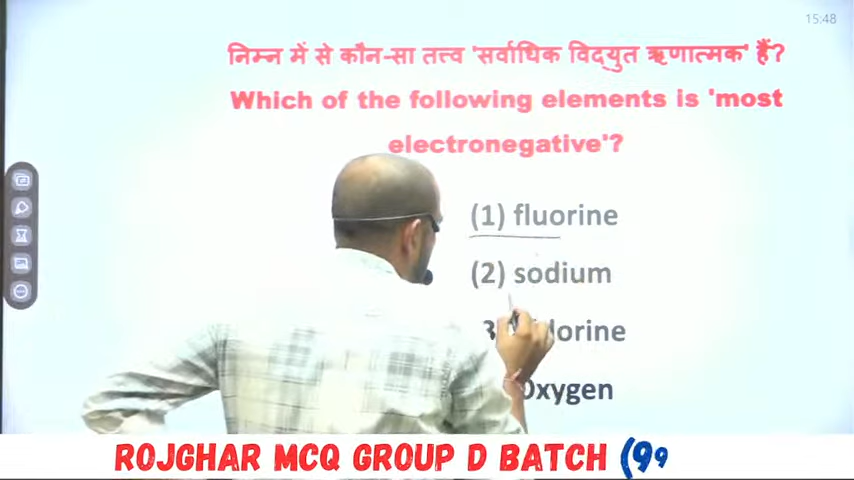 15:48
निम्न में से कौन-सा तत्त्व 'सर्वाधिक विद्युत ऋणात्मक' हैं?
Which of the following elements is 'most
electronegative'?
(1) fluorine
(2) sodium
lorine
Oxygen
ROJGHAR MCQ GROUP D BATCH (99